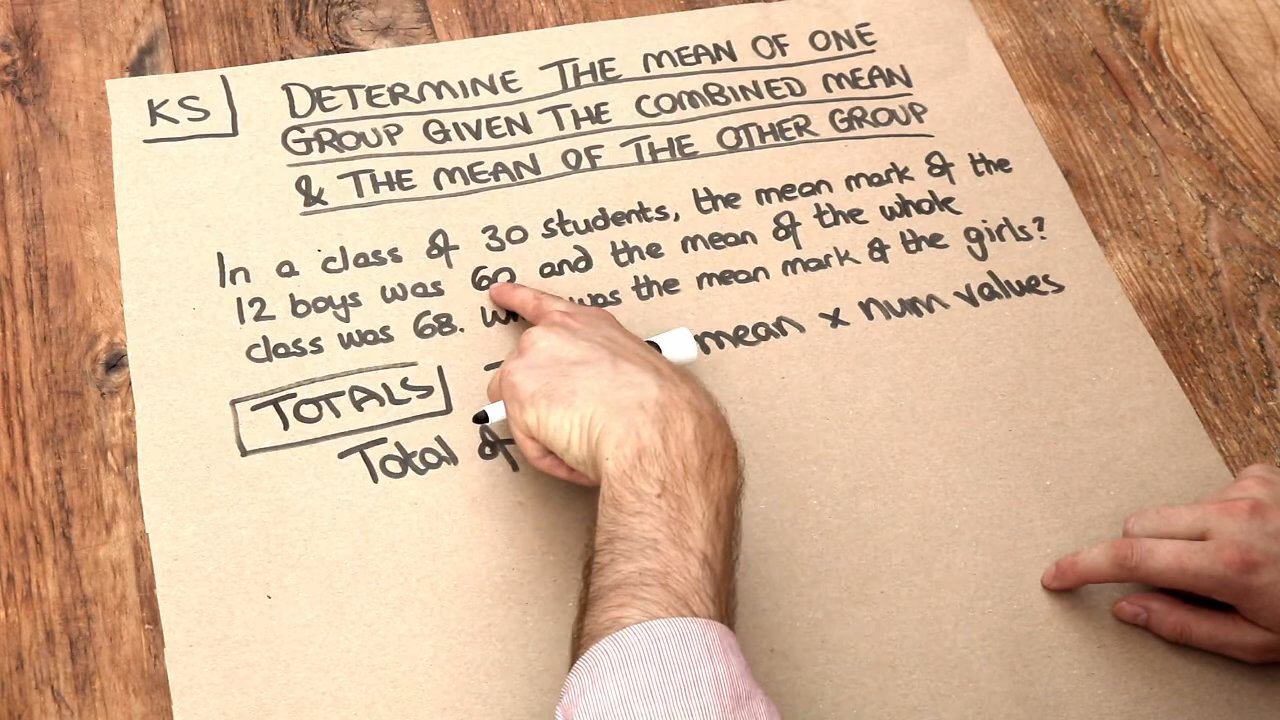 KS
DETERMINE THE MEAN OF ONE
GROUP GIVEN THE COMBINED MEAN
& THE MEAN OF THE OTHER GROUP
In a class of 30 students, the mean mark of the
12 boys was 60 and the mean of the whole
class was 68. was the mean mark of the girls?
TOTALS mean x num values
Total of